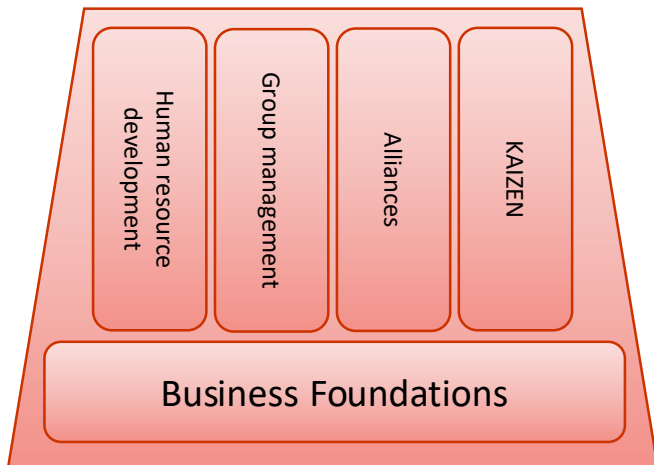 Human resource
development
Group management
Alliances
KAIZEN
Business Foundations